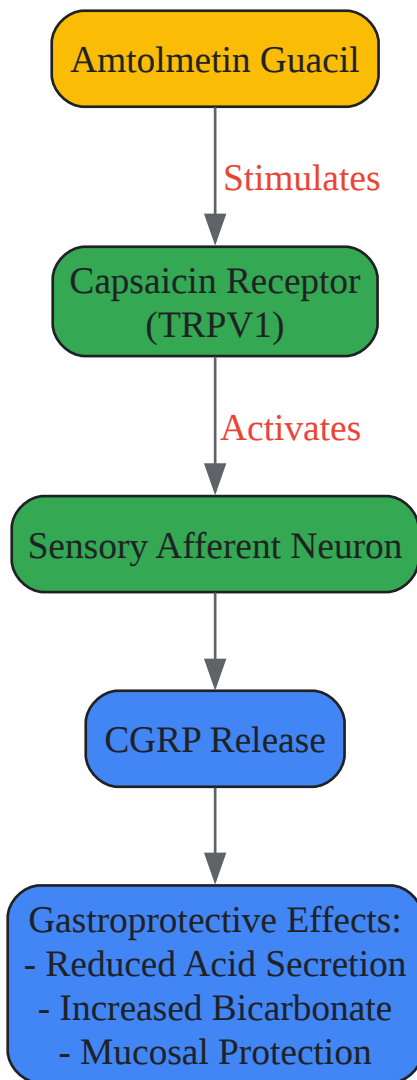 Amtolmetin Guacil
Stimulates
Capsaicin Receptor
(TRPV1)
Activates
Sensory Afferent Neuron
CGRP Release
Gastroprotective Effects:
- Reduced Acid Secretion
- Increased Bicarbonate
- Mucosal Protection